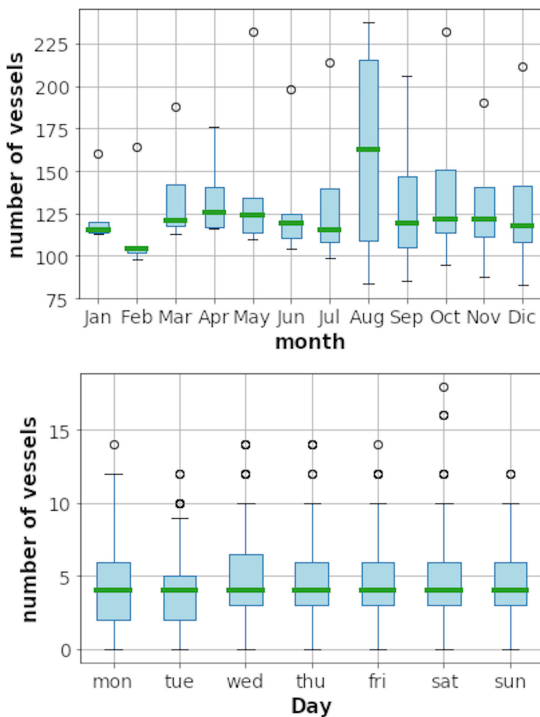 225
200
175
150
125
100
75
number of vessels
Jan Feb Mar Apr May Jun Jul Aug Sep Oct Nov Dic
month
15
10
5
0
number of vessels
mon tue wed thu fri sat sun
Day